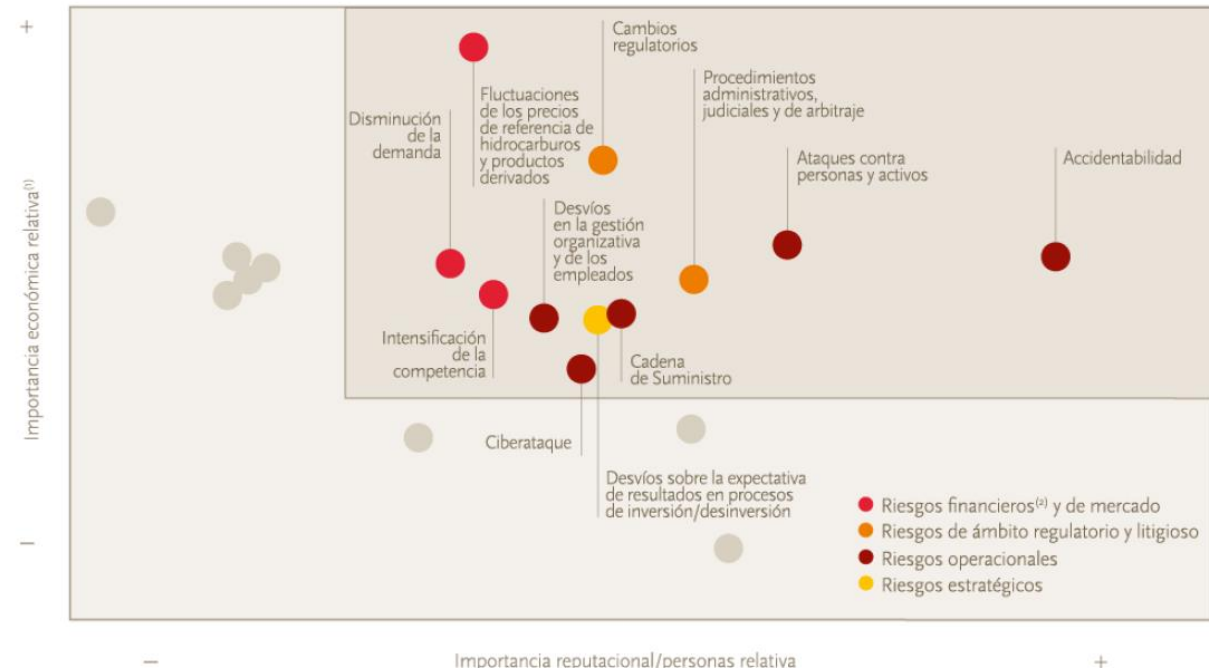 +
Cambios
regulatorios
Procedimientos
administrativos,
judiciales y de arbitraje
Fluctuaciones
de los precios
de referencia de
hidrocarburos
y productos
derivados
Disminución
de la
demanda
Ataques contra
personas y activos
Accidentabilidad
Desvíos
en la gestión
organizativa
y de los
empleados
Importancia económica relativa⁽¹⁾
Intensificación
de la
competencia
Cadena
de Suministro
Ciberataque
Desvíos sobre la expectativa
de resultados en procesos
de inversión/desinversión
Riesgos financieros⁽²⁾ y de mercado
Riesgos de ámbito regulatorio y litigioso
Riesgos operacionales
Riesgos estratégicos
–
–
Importancia reputacional/personas relativa
+